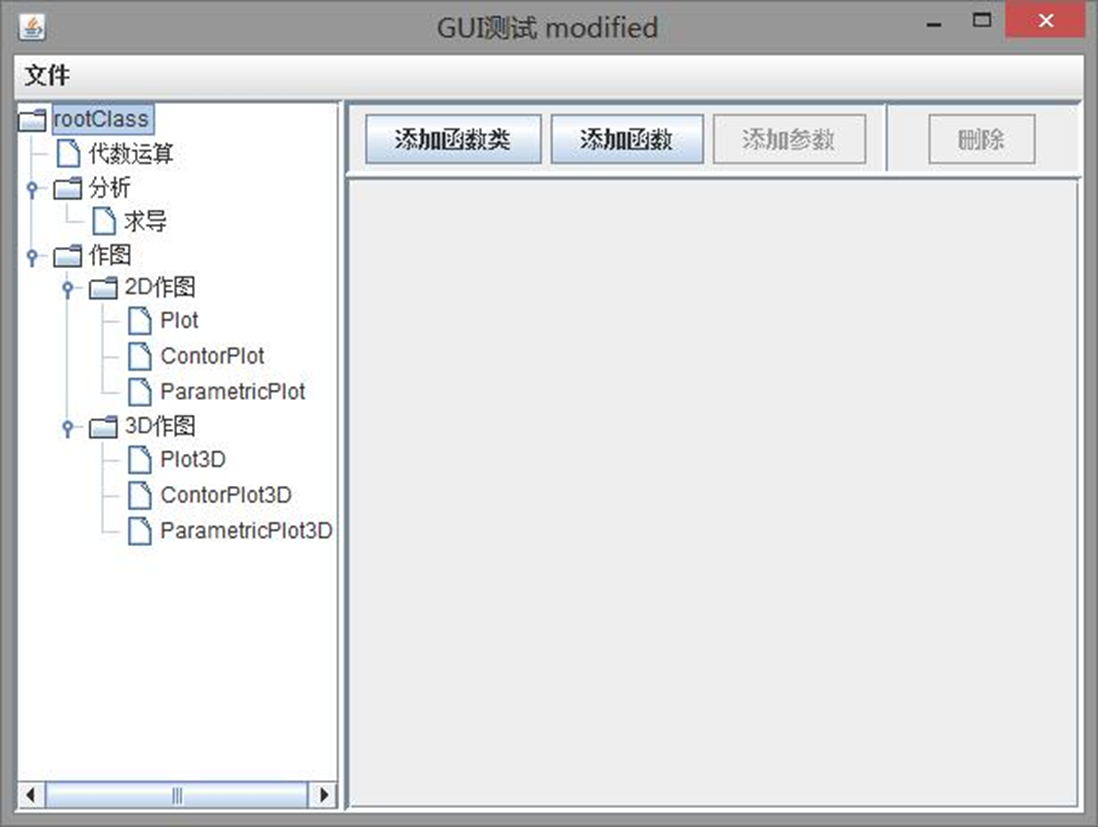 GUI测试 modified
文件
rootClass
代数运算
分析
求导
作图
2D作图
Plot
ContorPlot
ParametricPlot
3D作图
Plot3D
ContorPlot3D
ParametricPlot3D
添加函数类 添加函数 添加参数 删除